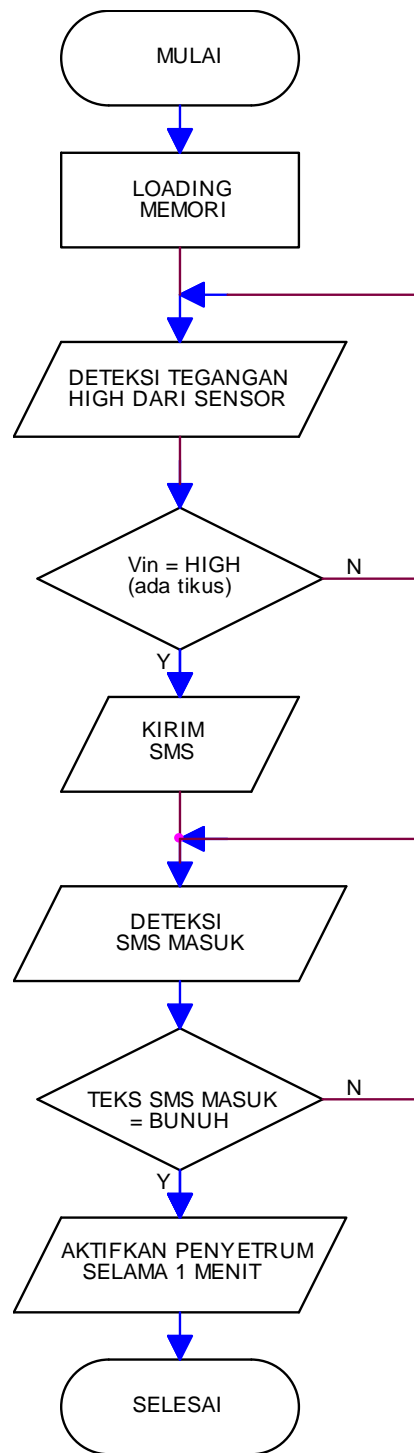 MULAI
LOADING
MEMORI
DETEKSI TEGANGAN
HIGH DARI SENSOR
Vin = HIGH
(ada tikus)
N
Y
KIRIM
SMS
DETEKSI
SMS MASUK
TEKS SMS MASUK
= BUNUH
N
Y
AKTIFKAN PENYETRUM
SELAMA 1 MENIT
SELESAI